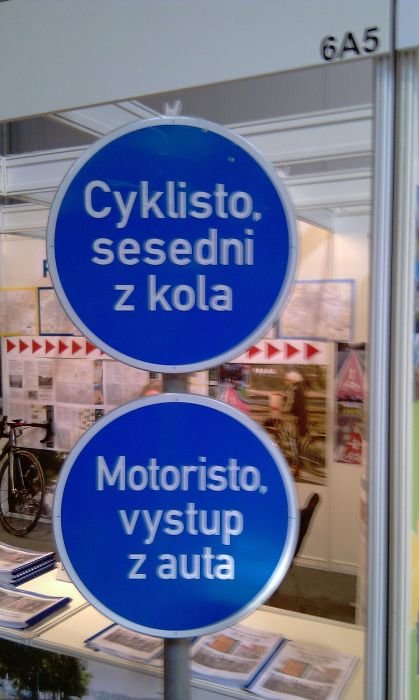 6A5
Cyklisto,
sesedni
z kola
Motoristo,
vystup
z auta